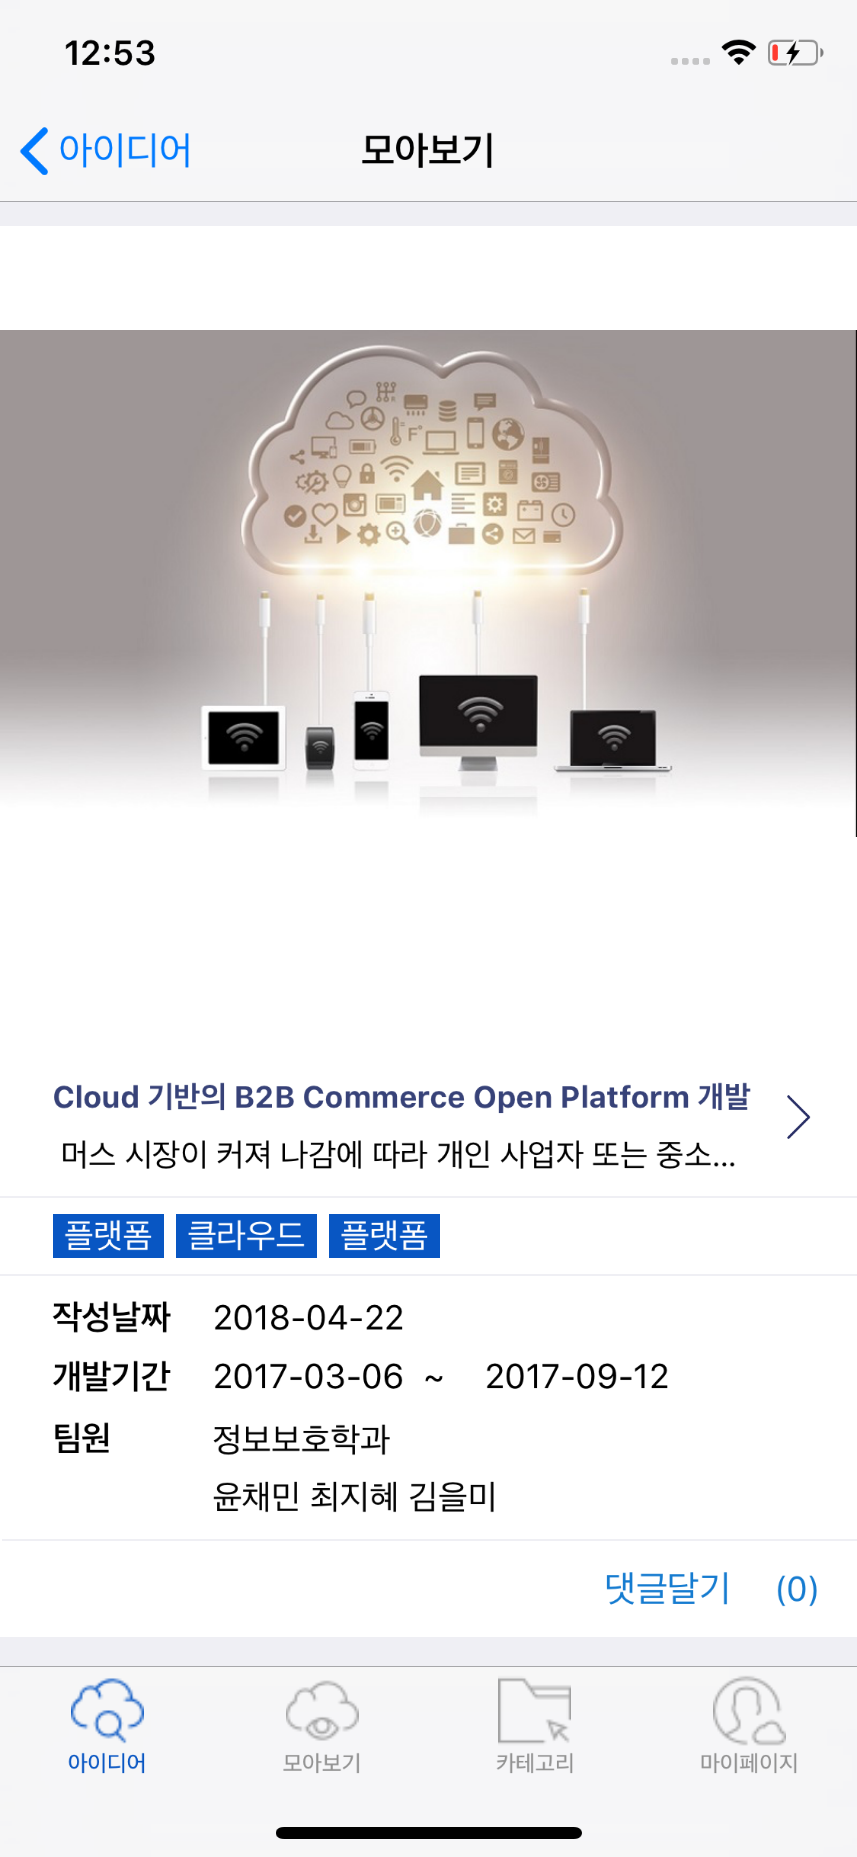 12:53
아이디어
모아보기
F°
Cloud 기반의 B2B Commerce Open Platform 개발
머스 시장이 커져 나감에 따라 개인 사업자 또는 중소...
플랫폼 클라우드 플랫폼
작성날짜 2018-04-22
개발기간 2017-03-06 ~ 2017-09-12
팀원 정보보호학과
윤채민 최지혜 김을미
댓글달기 (0)
아이디어 모아보기 카테고리 마이페이지